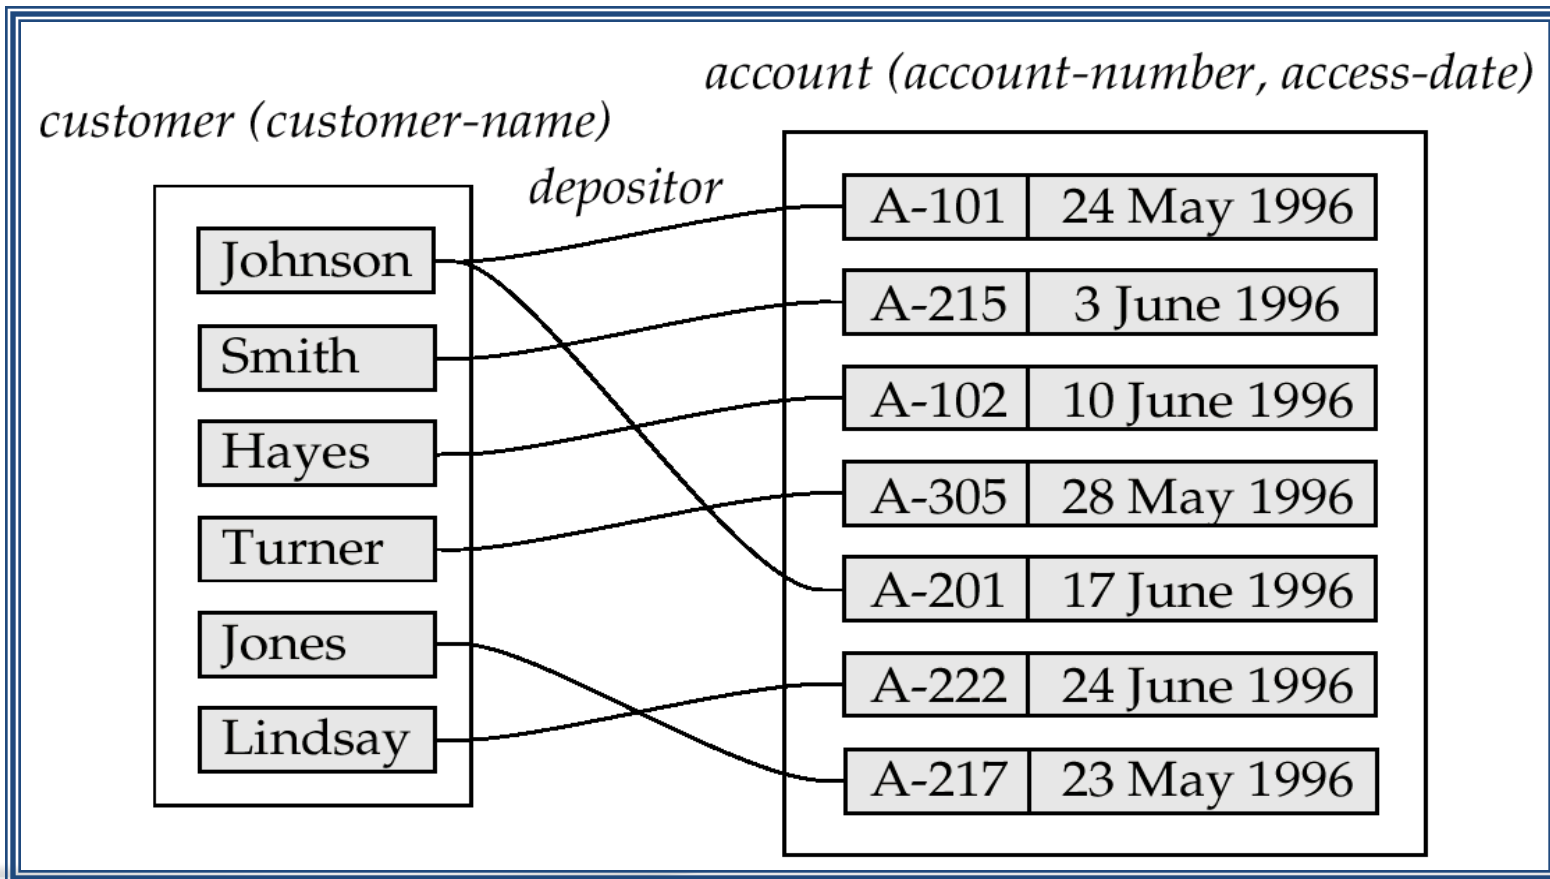 account (account-number, access-date)
customer (customer-name)
depositor
Johnson
Smith
Hayes
Turner
Jones
Lindsay
A-101 24 May 1996
A-215 3 June 1996
A-102 10 June 1996
A-305 28 May 1996
A-201 17 June 1996
A-222 24 June 1996
A-217 23 May 1996